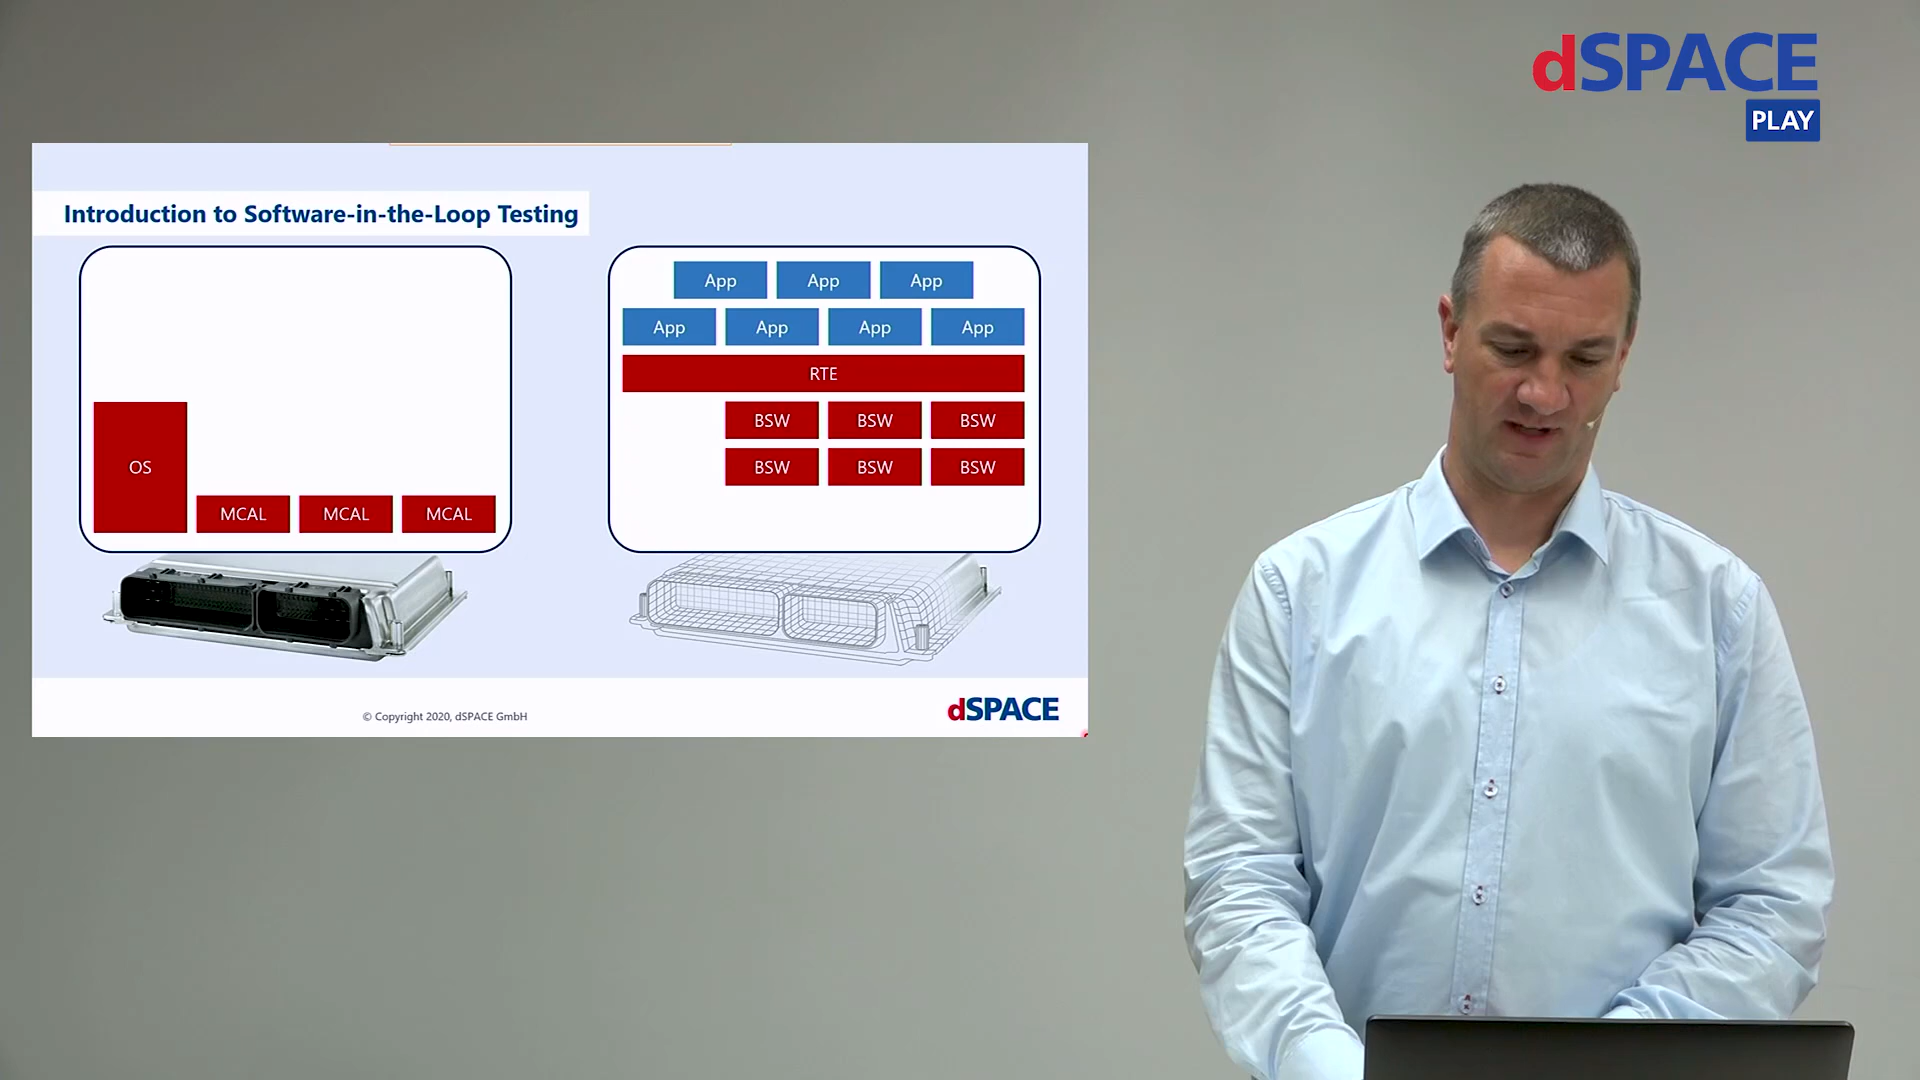 dSPACE
PLAY
Introduction to Software-in-the-Loop Testing
OS
MCAL MCAL MCAL
App App App
App App App App
RTE
BSW BSW BSW
BSW BSW BSW
© Copyright 2020, dSPACE GmbH
dSPACE